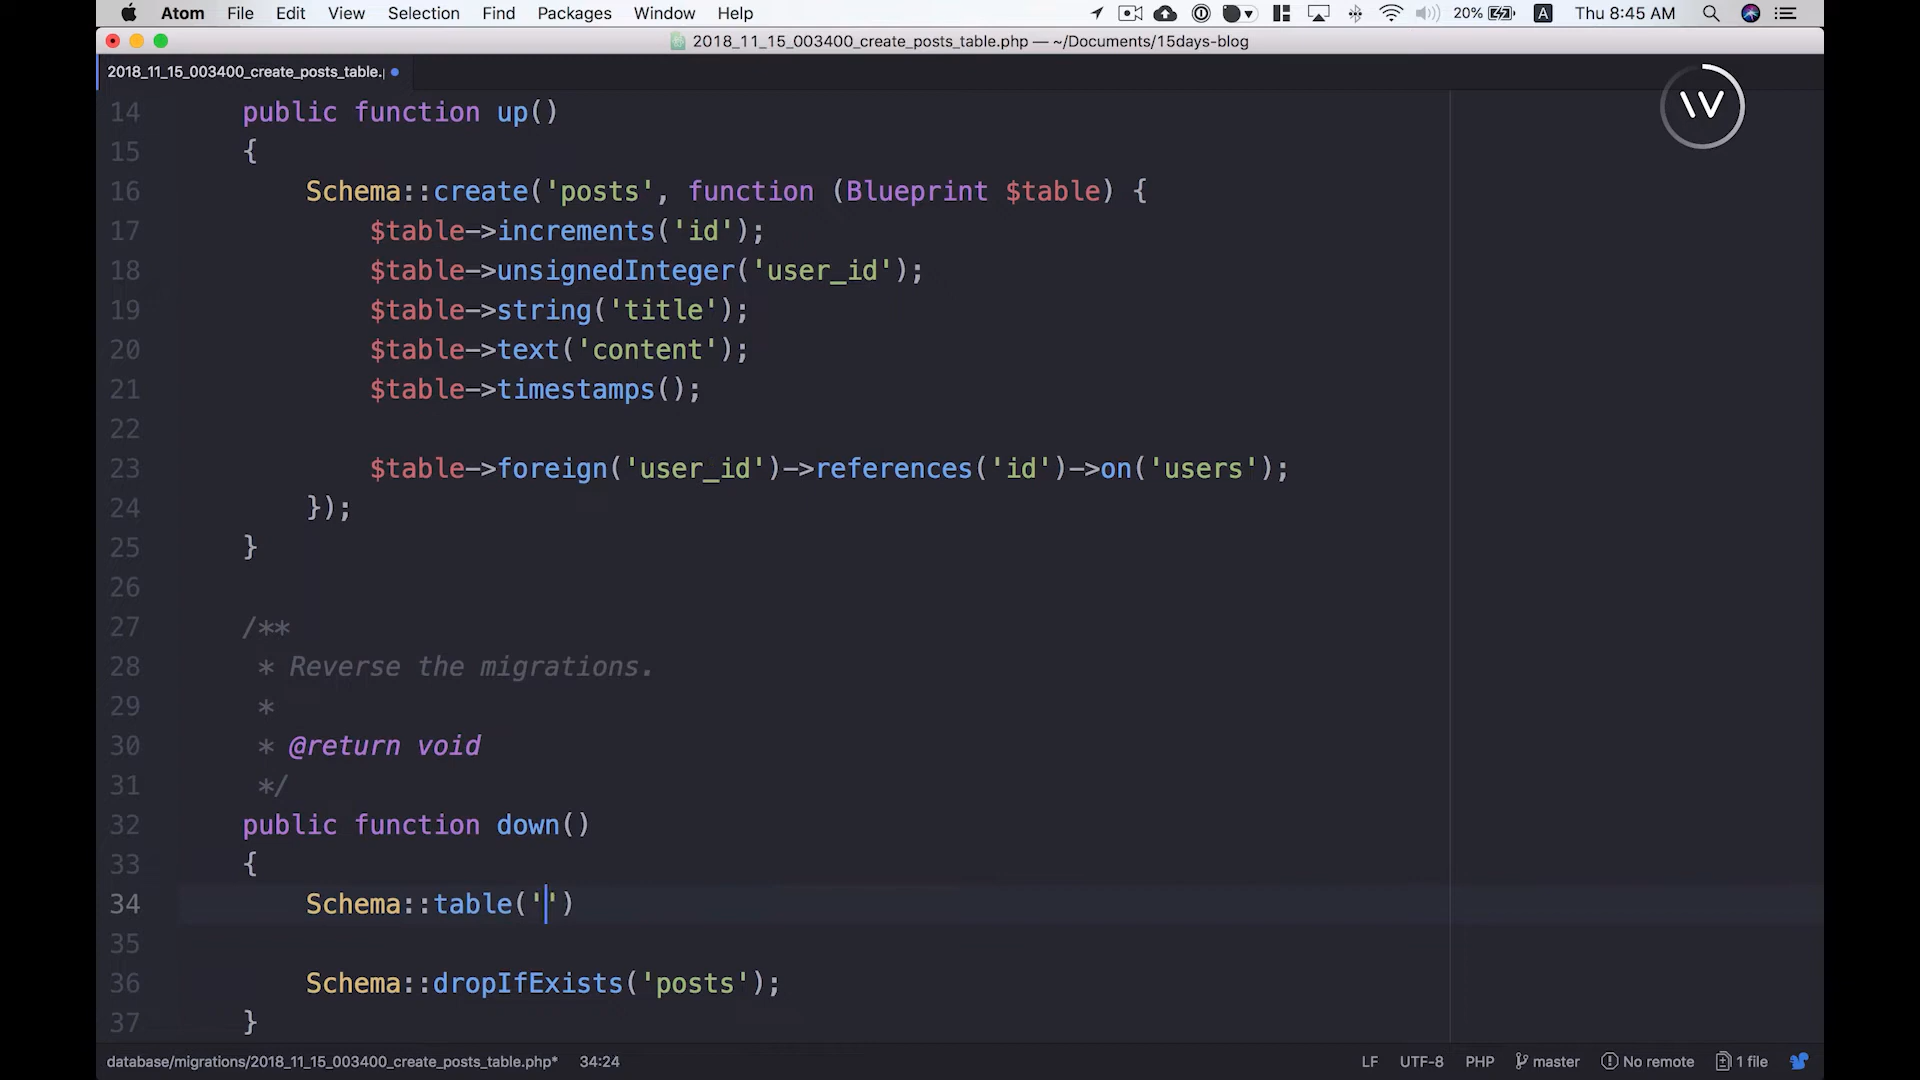 Atom File Edit View Selection Find Packages Window Help 20% A Thu 8:45 AM
2018_11_15_003400_create_posts_table.php — ~/Documents/15days-blog
2018_11_15_003400_create_posts_table.p
W
14 public function up()
15 {
16 Schema::create('posts', function (Blueprint $table) {
17 $table->increments('id');
18 $table->unsignedInteger('user_id');
19 $table->string('title');
20 $table->text('content');
21 $table->timestamps();
22
23 $table->foreign('user_id')->references('id')->on('users');
24 });
25 }
26
27 /**
28 * Reverse the migrations.
29 *
30 * @return void
31 */
32 public function down()
33 {
34 Schema::table('')
35
36 Schema::dropIfExists('posts');
37 }
database/migrations/2018_11_15_003400_create_posts_table.php* 34:24 LF UTF-8 PHP master No remote 1 file